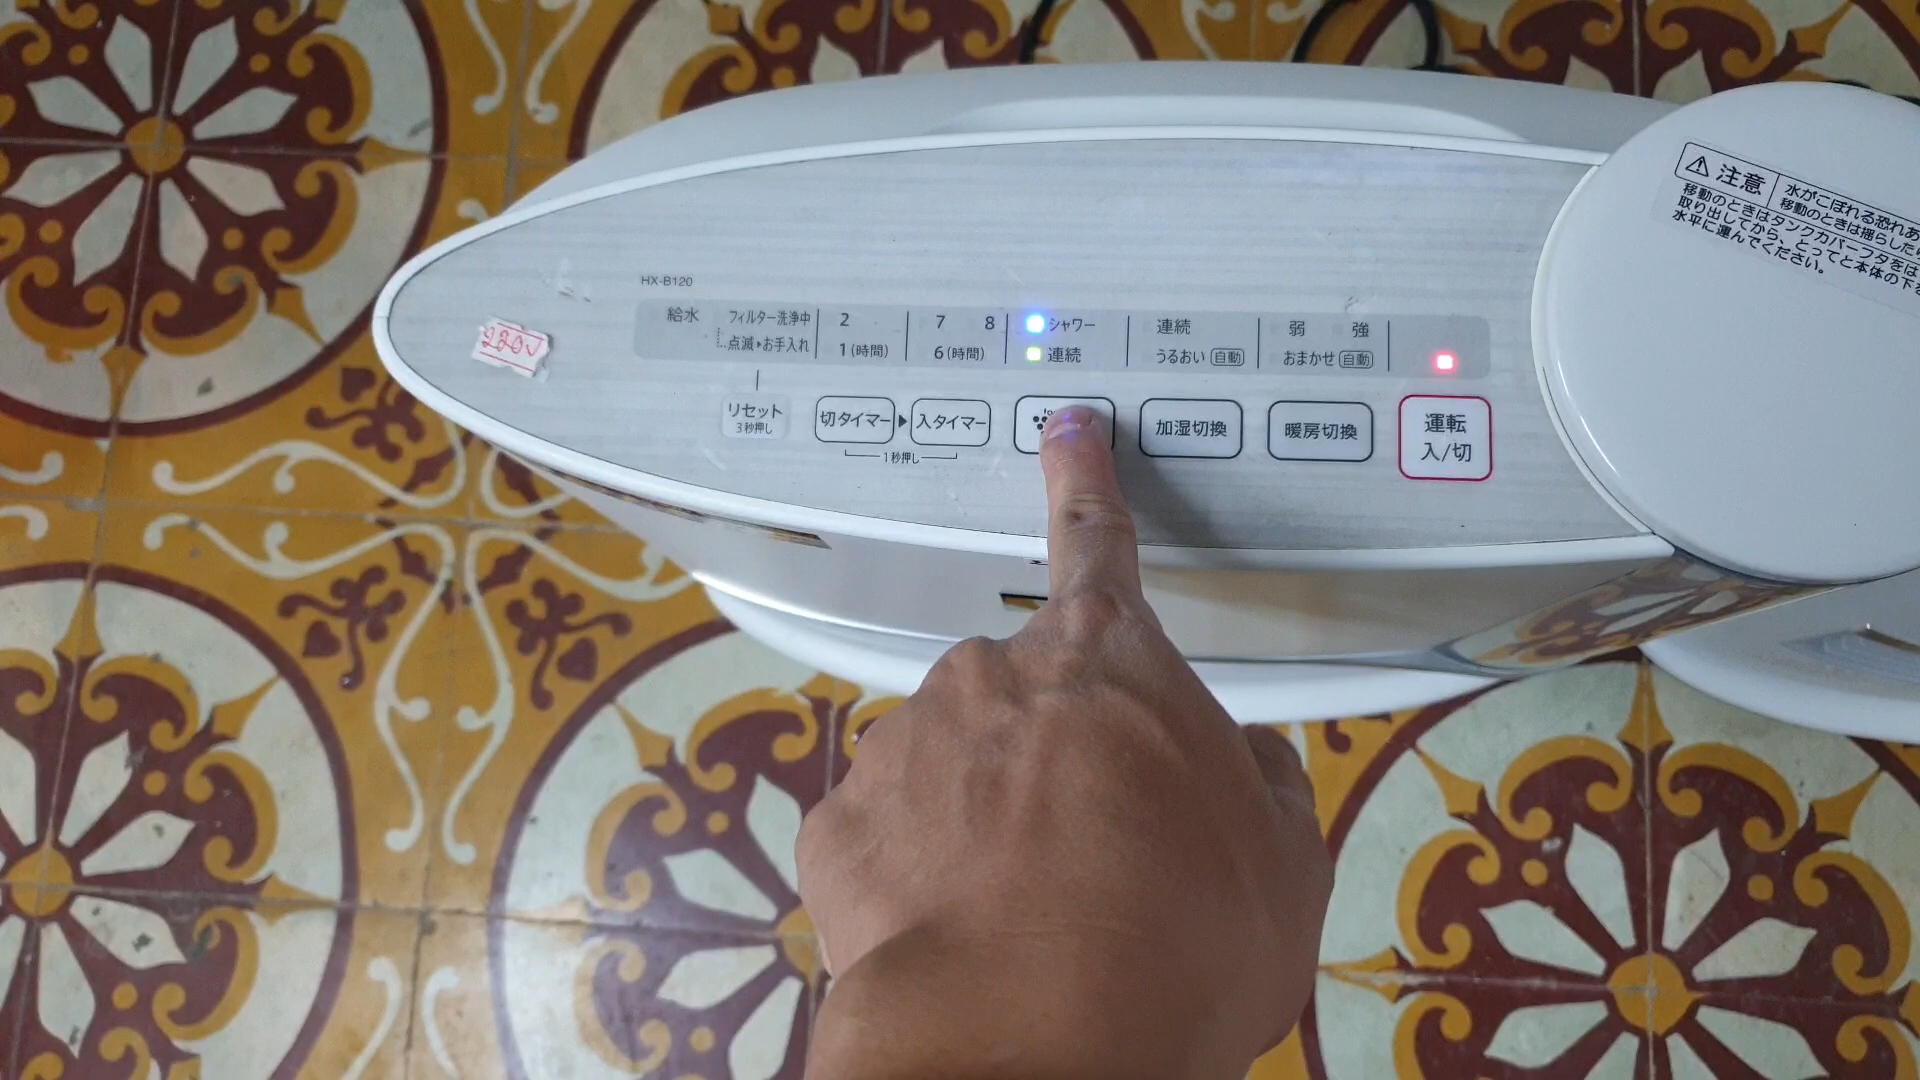 HX-B120
給水
フィルター洗浄中
点滅▸お手入れ
2
1(時間)
7 8
6(時間)
シャワー
連続
連続
うるおい 自動
弱 強
おまかせ 自動
リセット
3秒押し
切タイマー▶入タイマー
1秒押し
加湿切換
暖房切換
運転
入/切
220V
注意
水がこぼれる恐れあ
移動のときは揺らしたり
移動のときはタンクカバーフタをは
取り出してから、とってと本体の下を
水平に運んでください。